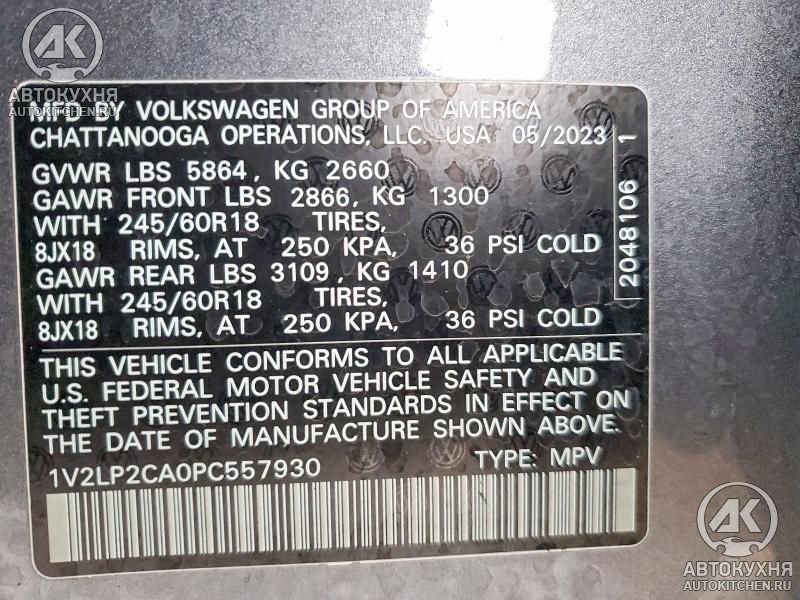 AK
АВТОКУХНЯ
AUTOKITCHEN.RU
MFD BY VOLKSWAGEN GROUP OF AMERICA
CHATTANOOGA OPERATIONS, LLC. USA 05/2023
GVWR LBS 5864, KG 2660
GAWR FRONT LBS 2866, KG 1300
WITH 245/60R18 TIRES,
8JX18 RIMS, AT 250 KPA, 36 PSI COLD
GAWR REAR LBS 3109, KG 1410
WITH 245/60R18 TIRES,
8JX18 RIMS, AT 250 KPA, 36 PSI COLD
2048106 1
THIS VEHICLE CONFORMS TO ALL APPLICABLE
U.S. FEDERAL MOTOR VEHICLE SAFETY AND
THEFT PREVENTION STANDARDS IN EFFECT ON
THE DATE OF MANUFACTURE SHOWN ABOVE.
1V2LP2CA0PC557930 TYPE: MPV
AK
АВТОКУХНЯ
AUTOKITCHEN.RU